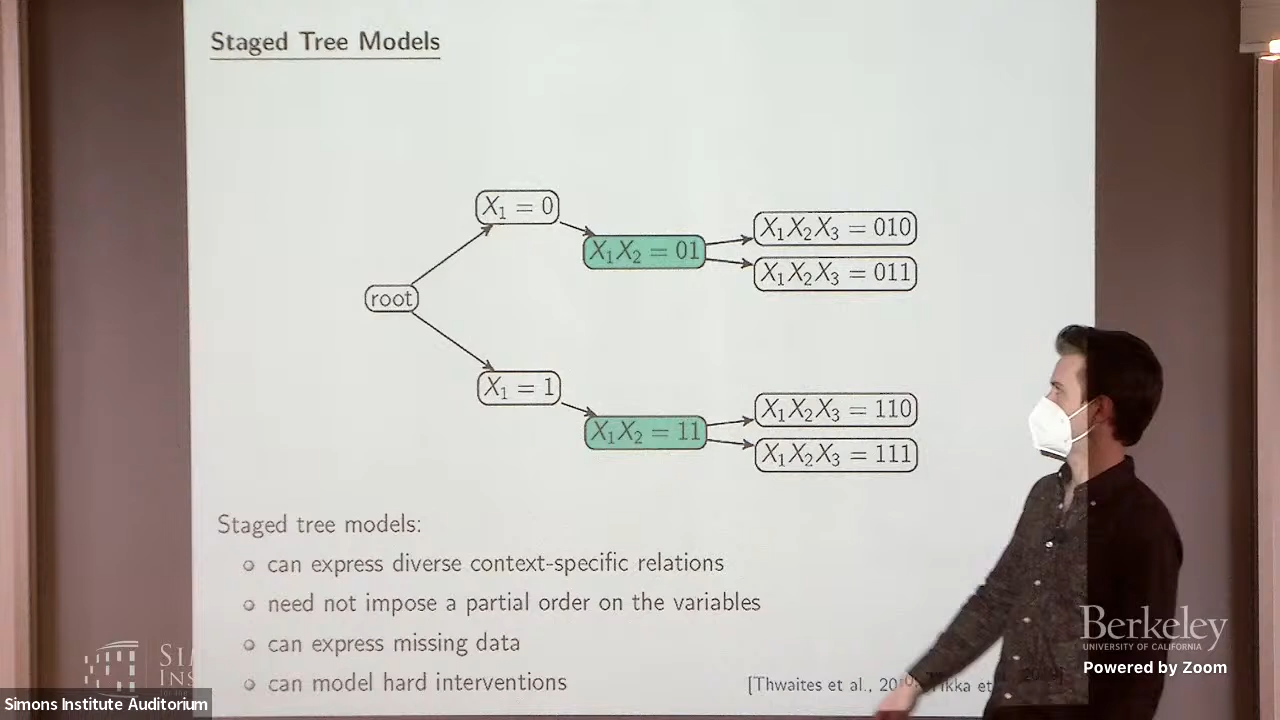 Staged Tree Models
X₁ = 0
X₁X₂ = 01
X₁X₂X₃ = 010
X₁X₂X₃ = 011
root
X₁ = 1
X₁X₂ = 11
X₁X₂X₃ = 110
X₁X₂X₃ = 111
Staged tree models:
can express diverse context-specific relations
need not impose a partial order on the variables
can express missing data
can model hard interventions
[Thwaites et al., et
Berkeley
UNIVERSITY OF CALIFORNIA
Powered by Zoom
Simons Institute Auditorium